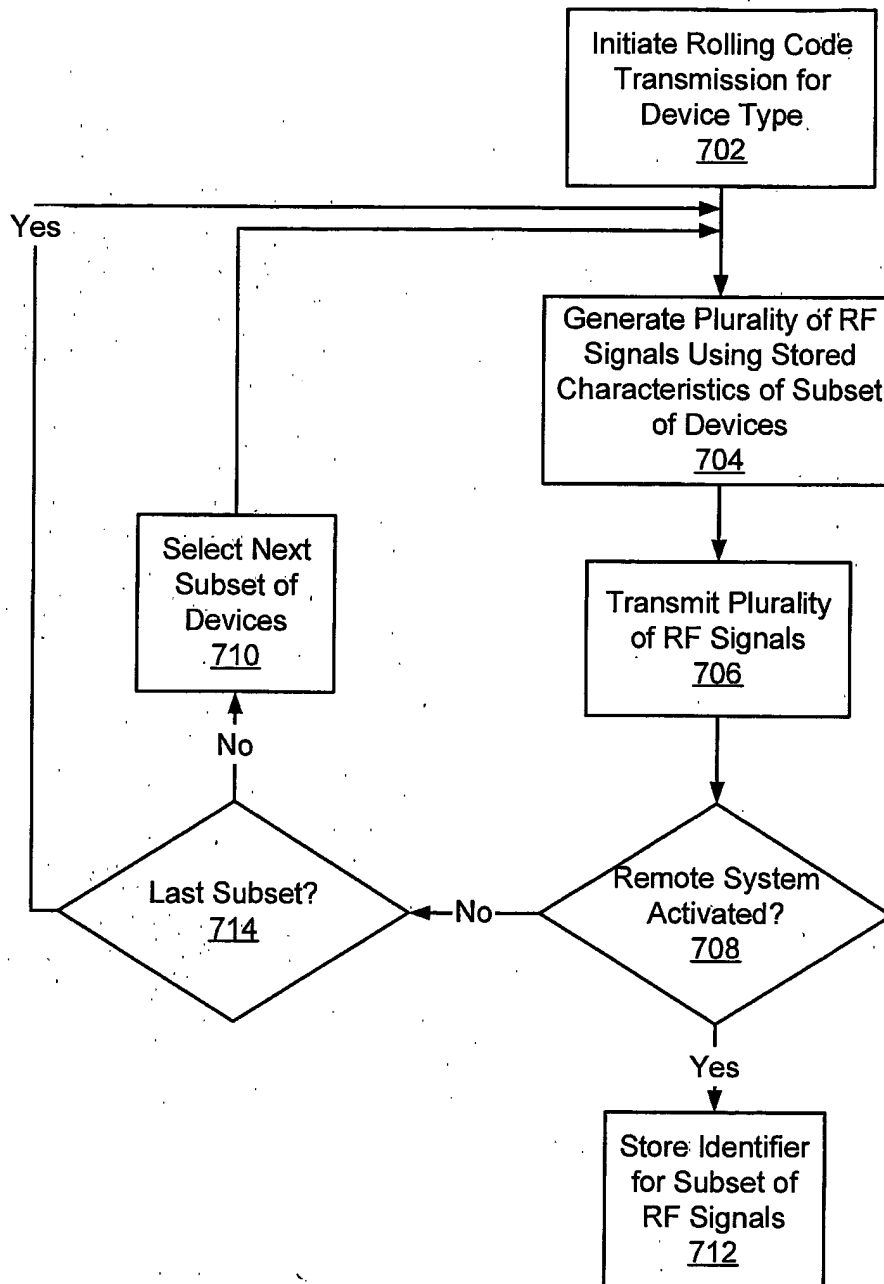 Initiate Rolling Code
Transmission for
Device Type
702
Yes
Generate Plurality of RF
Signals Using Stored
Characteristics of Subset
of Devices
704
Select Next
Subset of
Devices
710
Transmit Plurality
of RF Signals
706
No
Last Subset?
714
No
Remote System
Activated?
708
Yes
Store Identifier
for Subset of
RF Signals
712